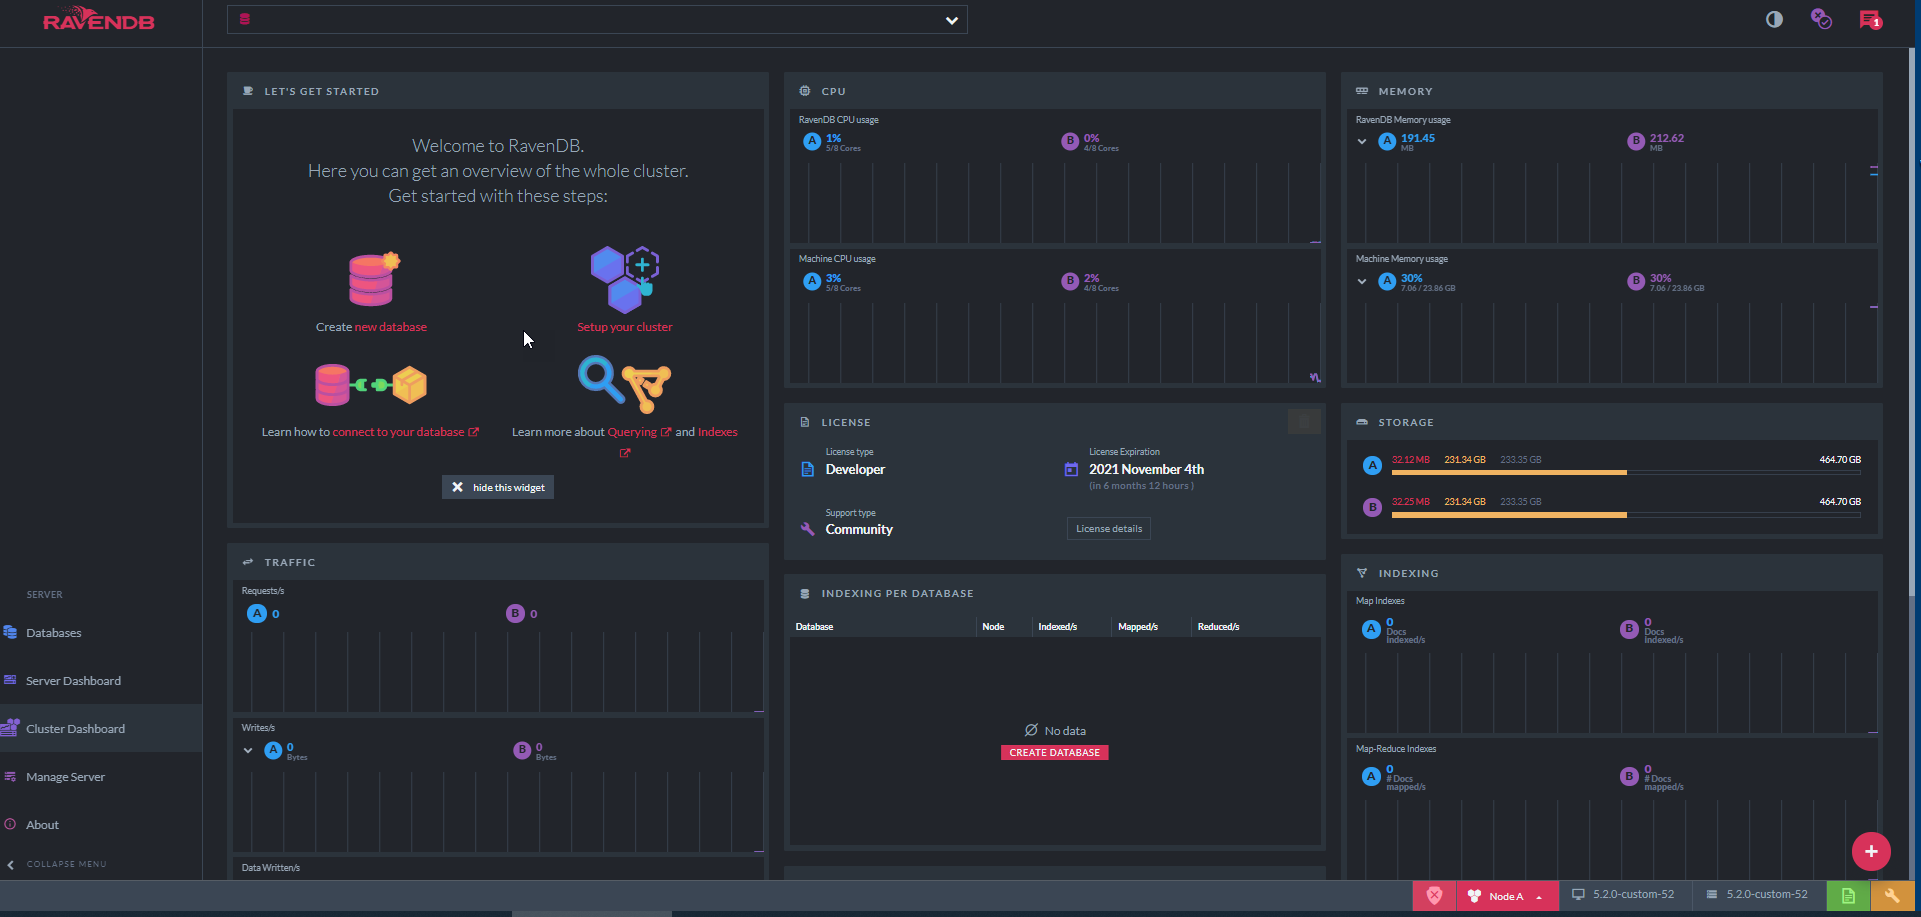 RAVENDB
1
LET'S GET STARTED
Welcome to RavenDB.
Here you can get an overview of the whole cluster.
Get started with these steps:
Create new database
Setup your cluster
Learn how to connect to your database
Learn more about Querying and Indexes
hide this widget
TRAFFIC
Requests/s
A 0
B 0
Writes/s
A 0 Bytes
B 0 Bytes
Data Written/s
CPU
RavenDB CPU usage
A 1% 5/8 Cores
B 0% 4/8 Cores
Machine CPU usage
A 3% 5/8 Cores
B 2% 4/8 Cores
LICENSE
License type
Developer
License Expiration
2021 November 4th
(in 6 months 12 hours )
Support type
Community
License details
INDEXING PER DATABASE
Database Node Indexed/s Mapped/s Reduced/s
No data
CREATE DATABASE
MEMORY
RavenDB Memory usage
A 191.45 MB
B 212.62 MB
Machine Memory usage
A 30% 7.06 / 23.86 GB
B 30% 7.06 / 23.86 GB
STORAGE
A 32.12 MB 231.34 GB 233.35 GB 464.70 GB
B 32.25 MB 231.34 GB 233.35 GB 464.70 GB
INDEXING
Map Indexes
A 0 Docs Indexed/s
B 0 Docs Indexed/s
Map-Reduce Indexes
A 0 # Docs mapped/s
B 0 # Docs mapped/s
SERVER
Databases
Server Dashboard
Cluster Dashboard
Manage Server
About
COLLAPSE MENU
Node A
5.2.0-custom-52
5.2.0-custom-52